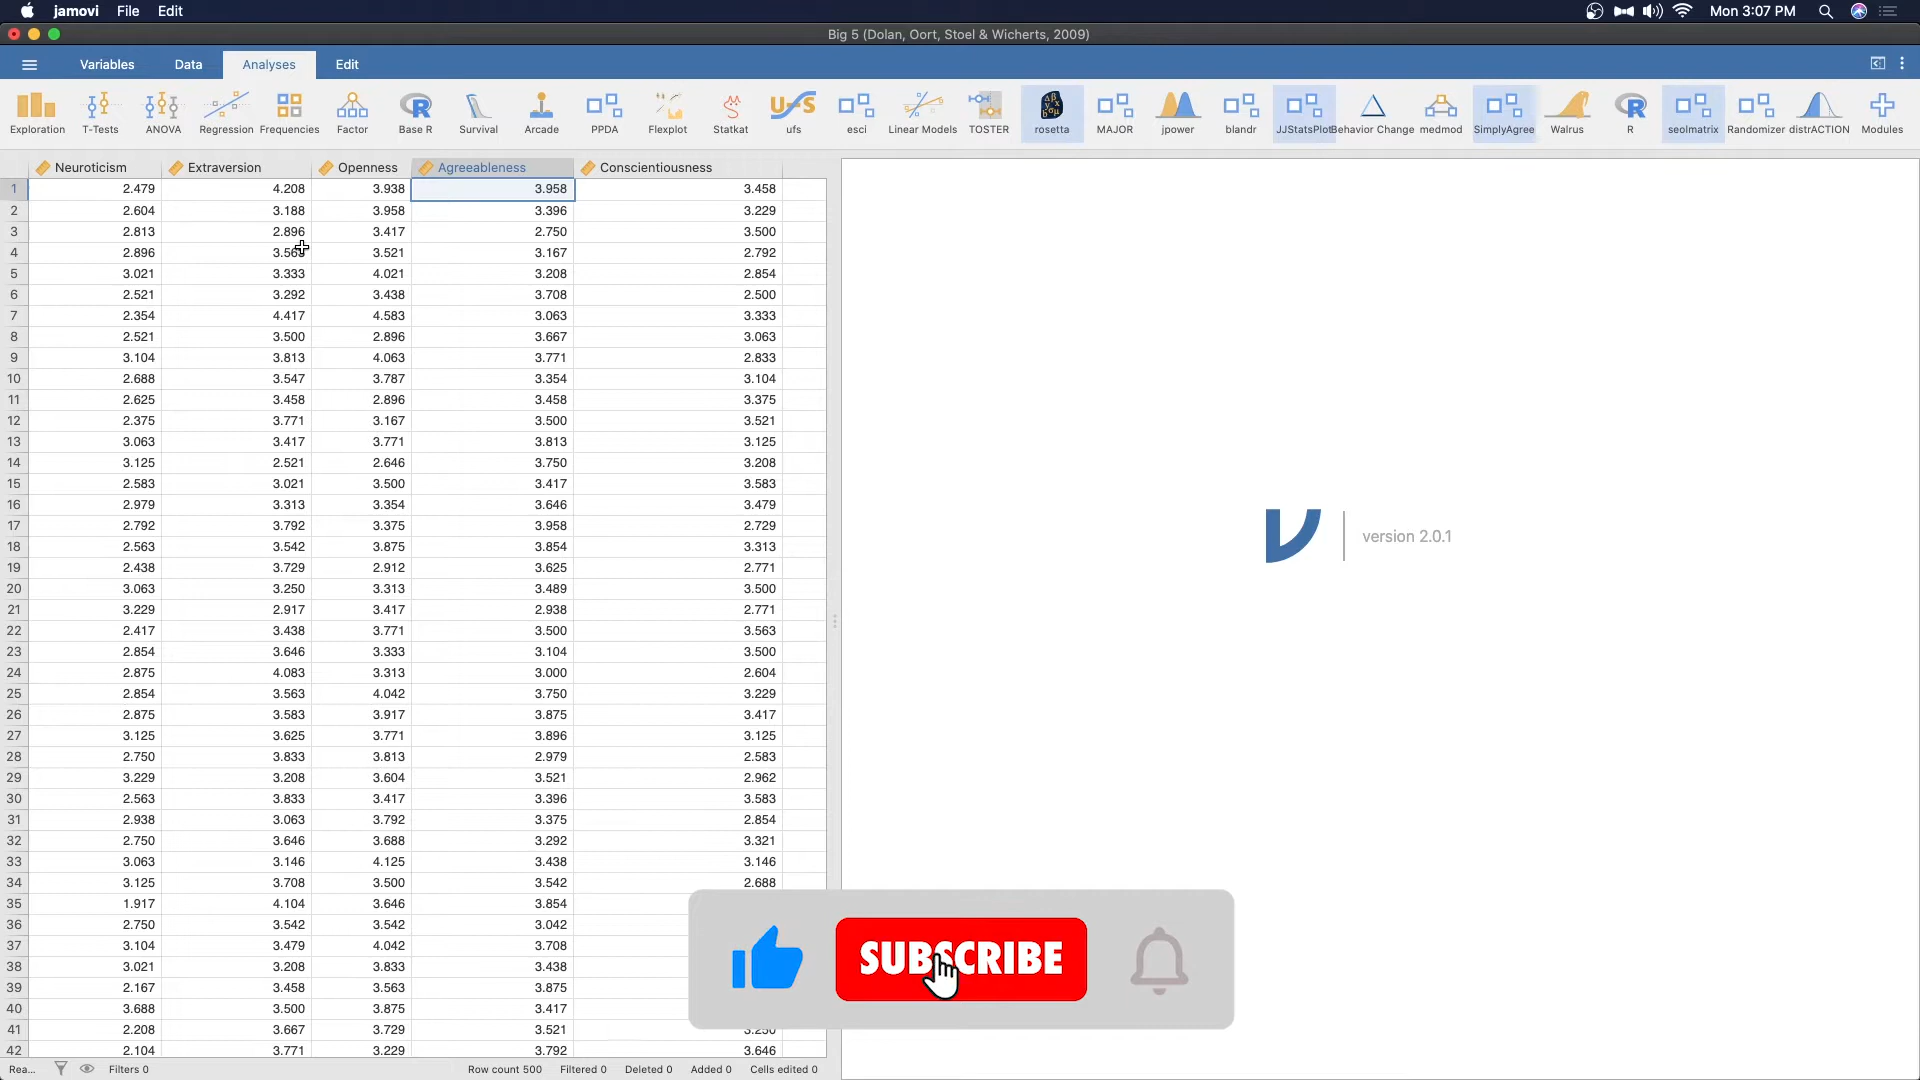 jamovi File Edit Mon 3:07 PM
Big 5 (Dolan, Oort, Stoel & Wicherts, 2009)
Variables Data Analyses Edit
Exploration T-Tests ANOVA Regression Frequencies Factor Base R Survival Arcade PPDA Flexplot Statkat ufs esci Linear Models TOSTER rosetta MAJOR jpower blandr JJStatsPlot Behavior Change medmod SimplyAgree Walrus R seolmatrix Randomizer distrACTION Modules
Neuroticism Extraversion Openness Agreeableness Conscientiousness
1 2.479 4.208 3.938 3.958 3.458
2 2.604 3.188 3.958 3.396 3.229
3 2.813 2.896 3.417 2.750 3.500
4 2.896 3.563 3.521 3.167 2.792
5 3.021 3.333 4.021 3.208 2.854
6 2.521 3.292 3.438 3.708 2.500
7 2.354 4.417 4.583 3.063 3.333
8 2.521 3.500 2.896 3.667 3.063
9 3.104 3.813 4.063 3.771 2.833
10 2.688 3.547 3.787 3.354 3.104
11 2.625 3.458 2.896 3.458 3.375
12 2.375 3.771 3.167 3.500 3.521
13 3.063 3.417 3.771 3.813 3.125
14 3.125 2.521 2.646 3.750 3.208
15 2.583 3.021 3.500 3.417 3.583
16 2.979 3.313 3.354 3.646 3.479
17 2.792 3.792 3.375 3.958 2.729
18 2.563 3.542 3.875 3.854 3.313
19 2.438 3.729 2.912 3.625 2.771
20 3.063 3.250 3.313 3.489 3.500
21 3.229 2.917 3.417 2.938 2.771
22 2.417 3.438 3.771 3.500 3.563
23 2.854 3.646 3.333 3.104 3.500
24 2.875 4.083 3.313 3.000 2.604
25 2.854 3.563 4.042 3.750 3.229
26 2.875 3.583 3.917 3.875 3.417
27 3.125 3.625 3.771 3.896 3.125
28 2.750 3.833 3.813 2.979 2.583
29 3.229 3.208 3.604 3.521 2.962
30 2.563 3.833 3.417 3.396 3.583
31 2.938 3.063 3.792 3.375 2.854
32 2.750 3.646 3.688 3.292 3.321
33 3.063 3.146 4.125 3.438 3.146
34 3.125 3.708 3.500 3.542 2.688
35 1.917 4.104 3.646 3.854
36 2.750 3.542 3.542 3.042
37 3.104 3.479 4.042 3.708
38 3.021 3.208 3.833 3.438
39 2.167 3.458 3.563 3.875
40 3.688 3.500 3.875 3.417
41 2.208 3.667 3.729 3.521 3.250
42 2.104 3.771 3.229 3.792 3.646
version 2.0.1
SUBSCRIBE
Rea... Filters 0 Row count 500 Filtered 0 Deleted 0 Added 0 Cells edited 0